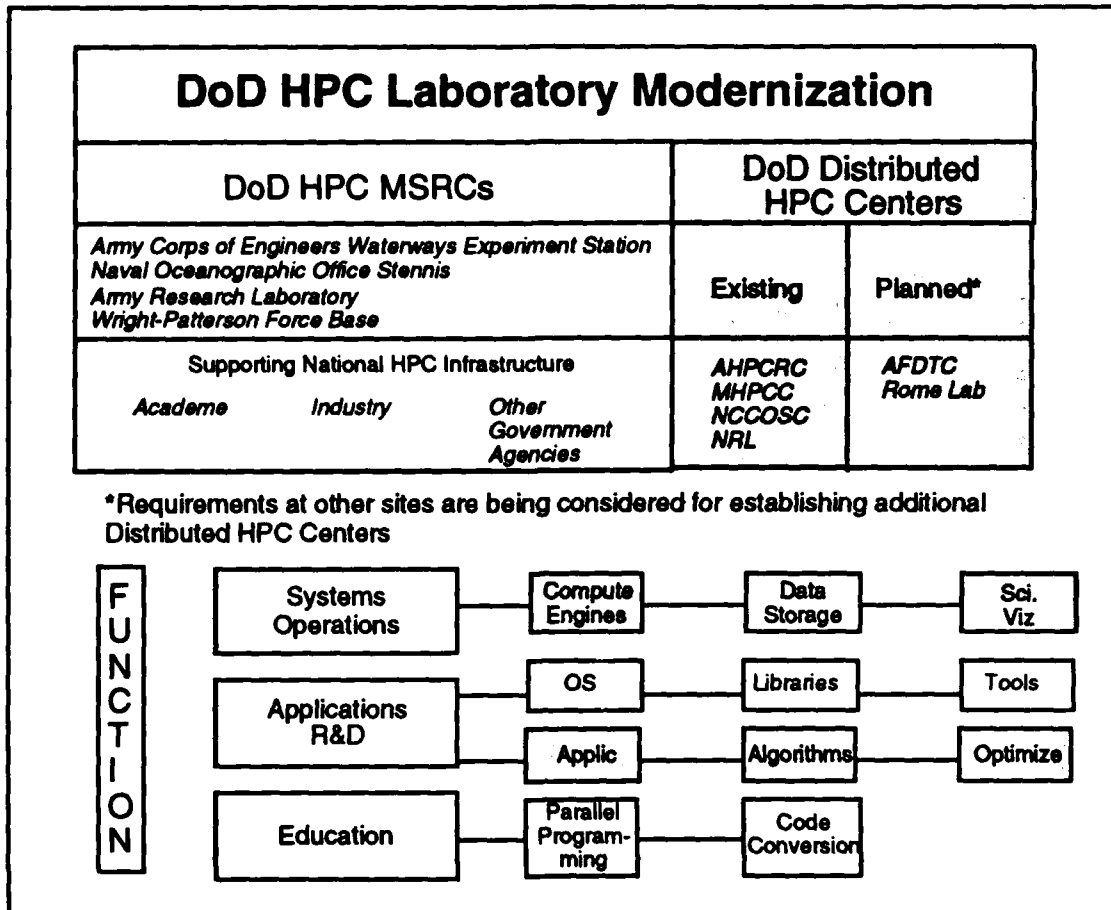 DoD HPC Laboratory Modernization
DoD HPC MSRCs
DoD Distributed
HPC Centers
Army Corps of Engineers Waterways Experiment Station
Naval Oceanographic Office Stennis
Army Research Laboratory
Wright-Patterson Force Base
Existing
Planned*
Supporting National HPC Infrastructure
Academe
Industry
Other
Government
Agencies
AHPCRC
MHPCC
NCCOSC
NRL
AFDTC
Rome Lab
*Requirements at other sites are being considered for establishing additional
Distributed HPC Centers
FUNCTION
Systems
Operations
Compute
Engines
Data
Storage
Sci.
Viz
Applications
R&D
OS
Libraries
Tools
Applic
Algorithms
Optimize
Education
Parallel
Program-
ming
Code
Conversion